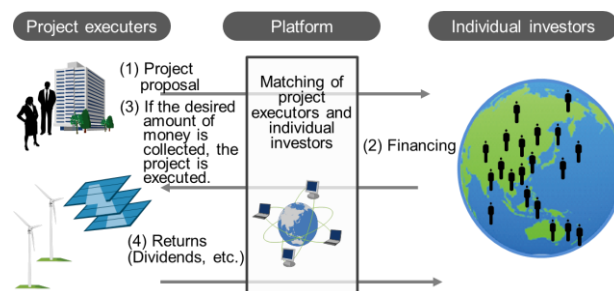 Project executers
Platform
Individual investors
(1) Project
proposal
(3) If the desired
amount of
money is
collected, the
project is
executed.
Matching of
project
executors and
individual
investors
(2) Financing
(4) Returns
(Dividends, etc.)